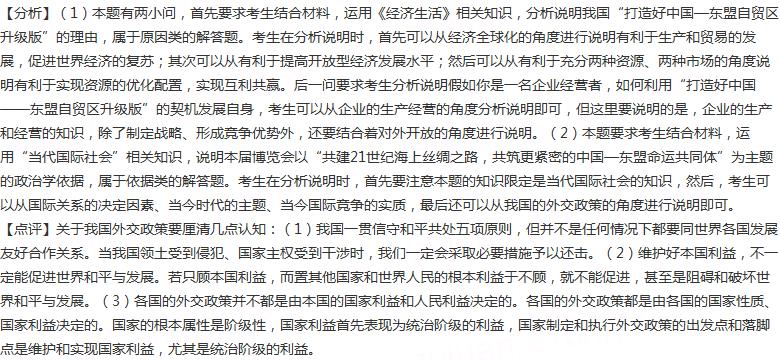 【分析】（1）本题有两小问，首先要求考生结合材料，运用《经济生活》相关知识，分析说明我国“打造好中国—东盟自贸区
升级版”的理由，属于原因类的解答题。考生在分析说明时，首先可以从经济全球化的角度进行说明有利于生产和贸易的发
展，促进世界经济的复苏；其次可以从有利于提高开放型经济发展水平；然后可以从有利于充分两种资源、两种市场的角度说
明有利于实现资源的优化配置，实现互利共赢。后一问要求考生分析说明假如你是一名企业经营者，如何利用“打造好中国
——东盟自贸区升级版”的契机发展自身，考生可以从企业的生产经营的角度分析说明即可，但这里要说明的是，企业的生产
和经营的知识，除了制定战略、形成竞争优势外，还要结合着对外开放的角度进行说明。（2）本题要求考生结合材料，运
用“当代国际社会”相关知识，说明本届博览会以“共建21世纪海上丝绸之路，共筑更紧密的中国—东盟命运共同体”为主题
的政治学依据，属于依据类的解答题。考生在分析说明时，首先要注意本题的知识限定是当代国际社会的知识，然后，考生可
以从国际关系的决定因素、当今时代的主题、当今国际竞争的实质，最后还可以从我国的外交政策的角度进行说明即可。
【点评】关于我国外交政策要厘清几点认知：（1）我国一贯信守和平共处五项原则，但并不是任何情况下都要同世界各国发展
友好合作关系。当我国领土受到侵犯、国家主权受到干涉时，我们一定会采取必要措施予以还击。（2）维护好本国利益，不一
定能促进世界和平与发展。若只顾本国利益，而置其他国家和世界人民的根本利益于不顾，就不能促进，甚至是阻碍和破坏世
界和平与发展。（3）各国的外交政策并不都是由本国的国家利益和人民利益决定的。各国的外交政策都是由各国的国家性质、
国家利益决定的。国家的根本属性是阶级性，国家利益首先表现为统治阶级的利益，国家制定和执行外交政策的出发点和落脚
点是维护和实现国家利益，尤其是统治阶级的利益。